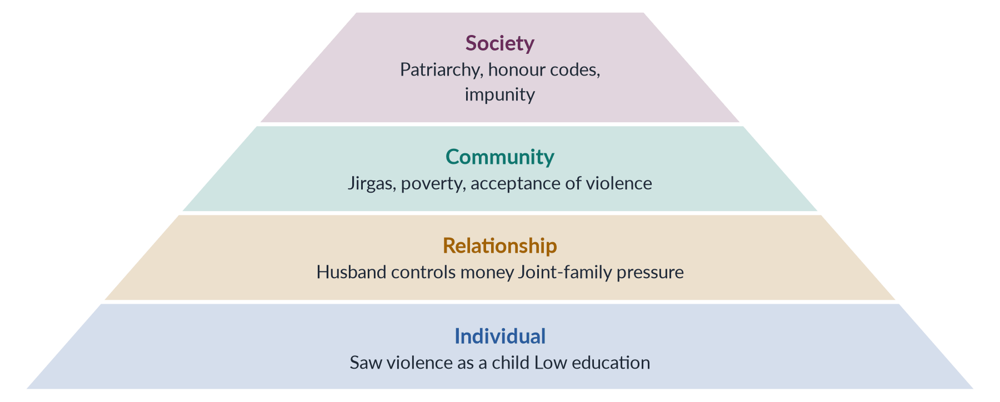 Society
Patriarchy, honour codes,
impunity
Community
Jirgas, poverty, acceptance of violence
Relationship
Husband controls money Joint-family pressure
Individual
Saw violence as a child Low education